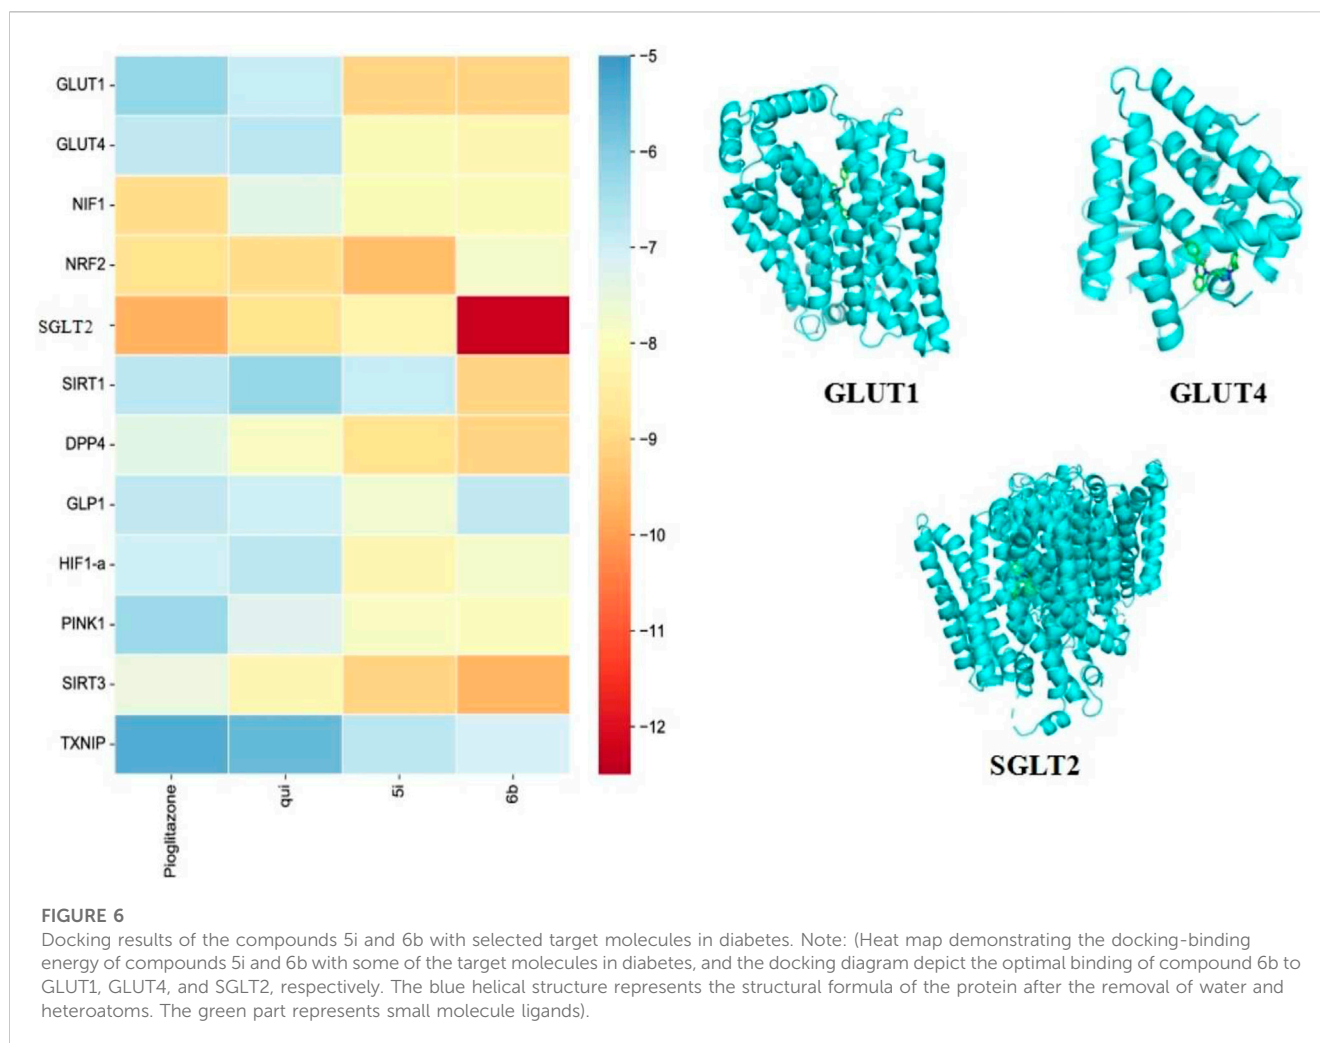 GLUT1
GLUT4
NIF1
NRF2
SGLT2
SIRT1
DPP4
GLP1
HIF1-a
PINK1
SIRT3
TXNIP
Pioglitazone
qui
5i
6b
−5
−6
−7
−8
−9
−10
−11
−12
GLUT1
GLUT4
SGLT2
FIGURE 6
Docking results of the compounds 5i and 6b with selected target molecules in diabetes. Note: (Heat map demonstrating the docking-binding
energy of compounds 5i and 6b with some of the target molecules in diabetes, and the docking diagram depict the optimal binding of compound 6b to
GLUT1, GLUT4, and SGLT2, respectively. The blue helical structure represents the structural formula of the protein after the removal of water and
heteroatoms. The green part represents small molecule ligands).